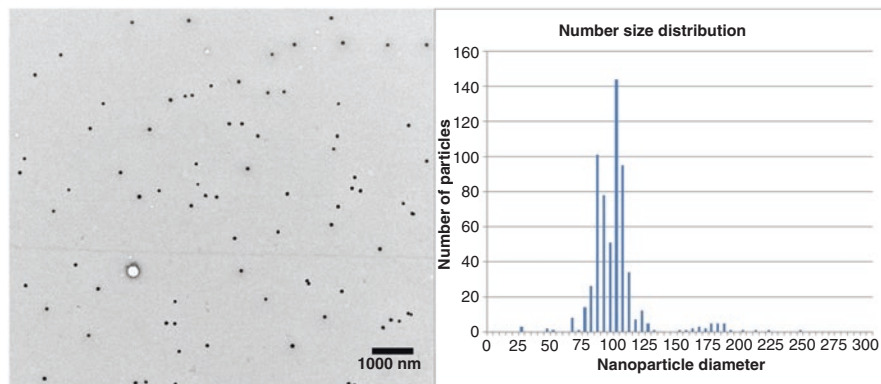 1000 nm
Number size distribution
Number of particles
160
140
120
100
80
60
40
20
0
0 25 50 75 100 125 150 175 200 225 250 275 300
Nanoparticle diameter